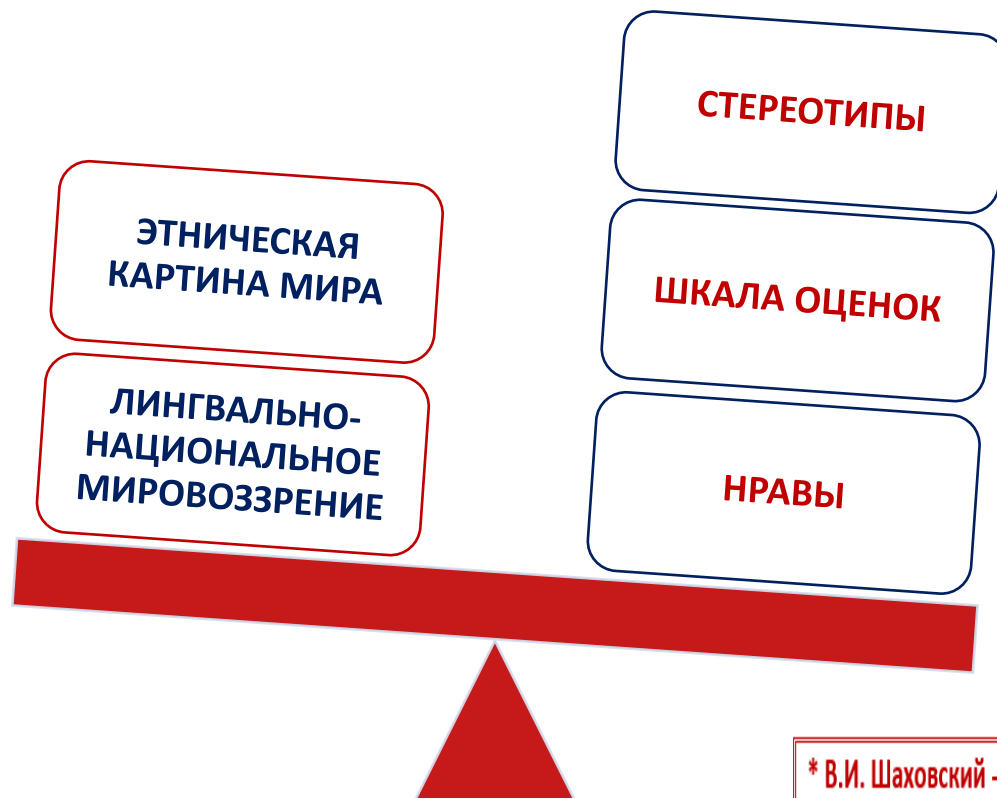 ЭТНИЧЕСКАЯ
КАРТИНА МИРА
ЛИНГВАЛЬНО-
НАЦИОНАЛЬНОЕ
МИРОВОЗЗРЕНИЕ
СТЕРЕОТИПЫ
ШКАЛА ОЦЕНОК
НРАВЫ
* В.И. Шаховский -